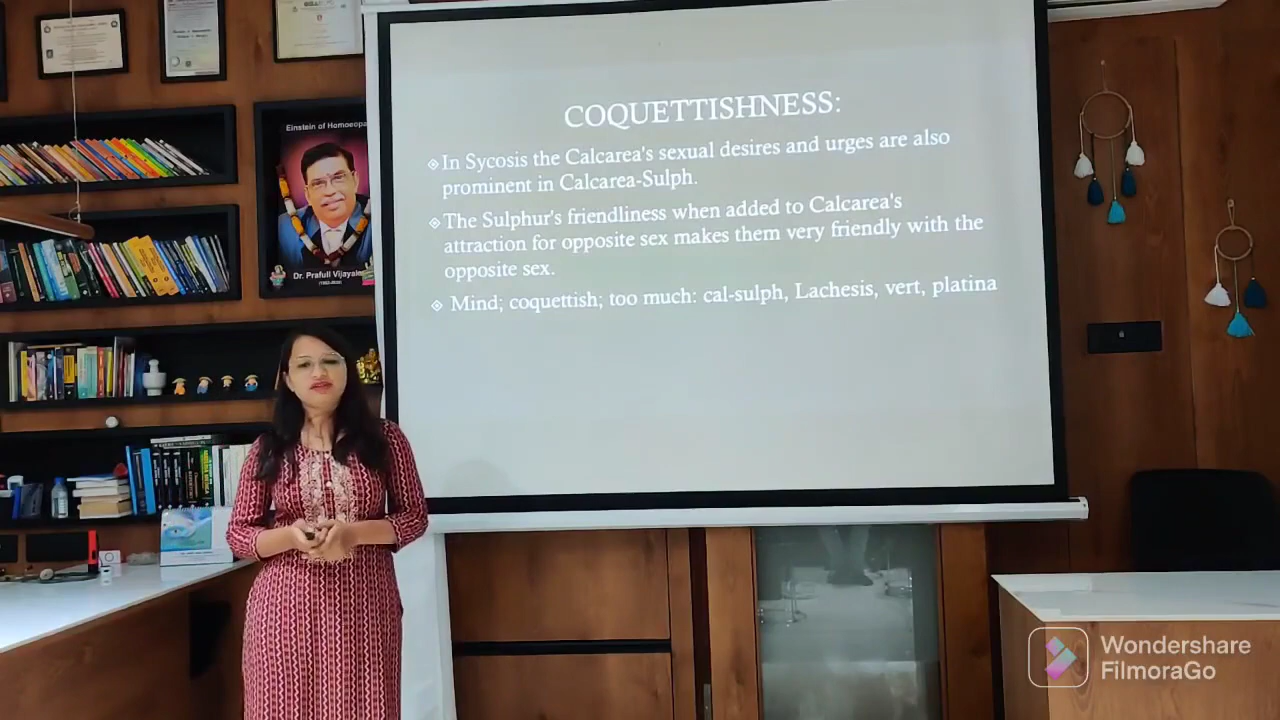 COQUETTISHNESS:
In Sycosis the Calcarea's sexual desires and urges are also
prominent in Calcarea-Sulph.
The Sulphur's friendliness when added to Calcarea's
attraction for opposite sex makes them very friendly with the
opposite sex.
Mind; coquettish; too much: cal-sulph, Lachesis, vert, platina
Einstein of Homoeopa
Dr. Prafull Vijayak
Wondershare
FilmoraGo